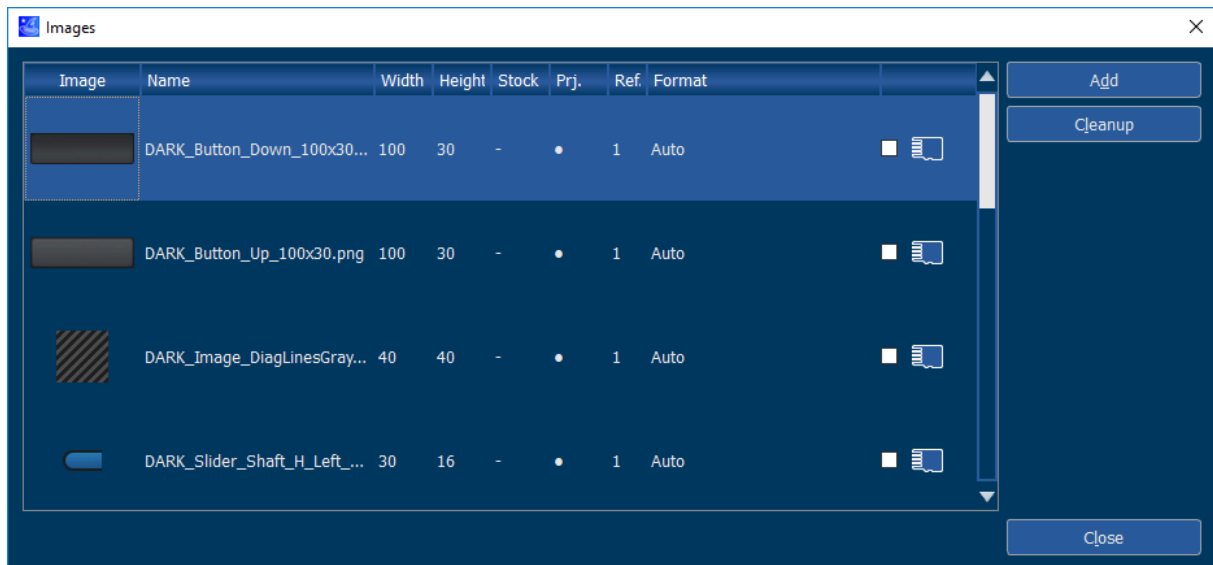 Images
Image Name Width Height Stock Prj. Ref. Format
Add
Cleanup
DARK_Button_Down_100x30... 100 30 - • 1 Auto
DARK_Button_Up_100x30.png 100 30 - • 1 Auto
DARK_Image_DiagLinesGray... 40 40 - • 1 Auto
DARK_Slider_Shaft_H_Left_... 30 16 - • 1 Auto
Close